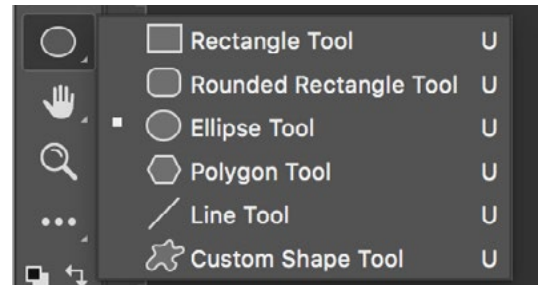 Rectangle Tool U
Rounded Rectangle Tool U
Ellipse Tool U
Polygon Tool U
Line Tool U
Custom Shape Tool U